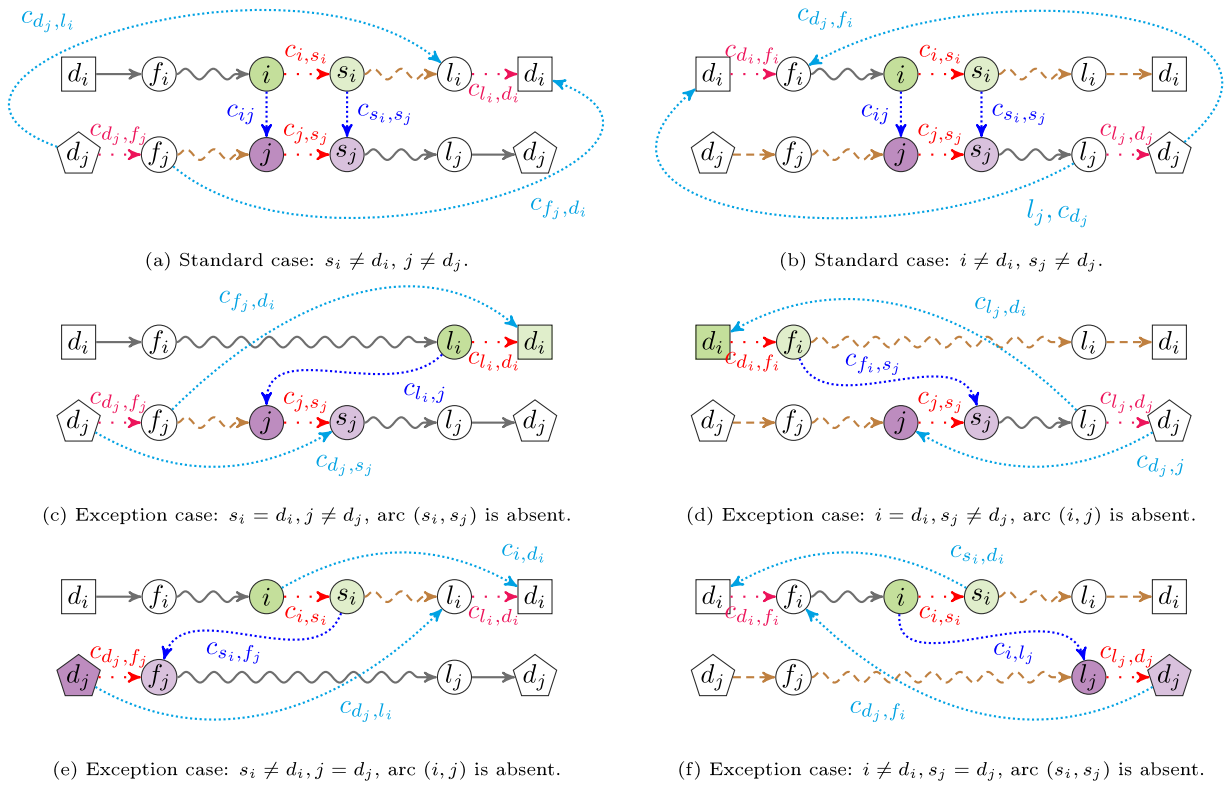 c_{d_j,l_i}
d_i f_i i c_{i,s_i} s_i l_i c_{l_i,d_i} d_i
c_{ij} c_{s_i,s_j}
d_j c_{d_j,f_j} f_j j c_{j,s_j} s_j l_j d_j
c_{f_j,d_i}
(a) Standard case: s_i ≠ d_i, j ≠ d_j.
c_{d_j,f_i}
d_i c_{d_i,f_i} f_i i c_{i,s_i} s_i l_i d_i
c_{ij} c_{s_i,s_j}
d_j f_j j c_{j,s_j} s_j l_j c_{l_j,d_j} d_j
l_j, c_{d_j}
(b) Standard case: i ≠ d_i, s_j ≠ d_j.
c_{f_j,d_i}
d_i f_i l_i c_{l_i,d_i} d_i
c_{l_i,j}
d_j c_{d_j,f_j} f_j j c_{j,s_j} s_j l_j d_j
c_{d_j,s_j}
(c) Exception case: s_i = d_i, j ≠ d_j, arc (s_i, s_j) is absent.
c_{l_j,d_i}
d_i c_{d_i,f_i} f_i l_i d_i
c_{f_i,s_j}
d_j f_j j c_{j,s_j} s_j l_j c_{l_j,d_j} d_j
c_{d_j,j}
(d) Exception case: i = d_i, s_j ≠ d_j, arc (i, j) is absent.
c_{i,d_i}
d_i f_i i c_{i,s_i} s_i l_i c_{l_i,d_i} d_i
c_{s_i,f_j}
d_j c_{d_j,f_j} f_j l_j d_j
c_{d_j,l_i}
(e) Exception case: s_i ≠ d_i, j = d_j, arc (i, j) is absent.
c_{s_i,d_i}
d_i c_{d_i,f_i} f_i i c_{i,s_i} s_i l_i d_i
c_{i,l_j}
d_j f_j l_j c_{l_j,d_j} d_j
c_{d_j,f_i}
(f) Exception case: i ≠ d_i, s_j = d_j, arc (s_i, s_j) is absent.